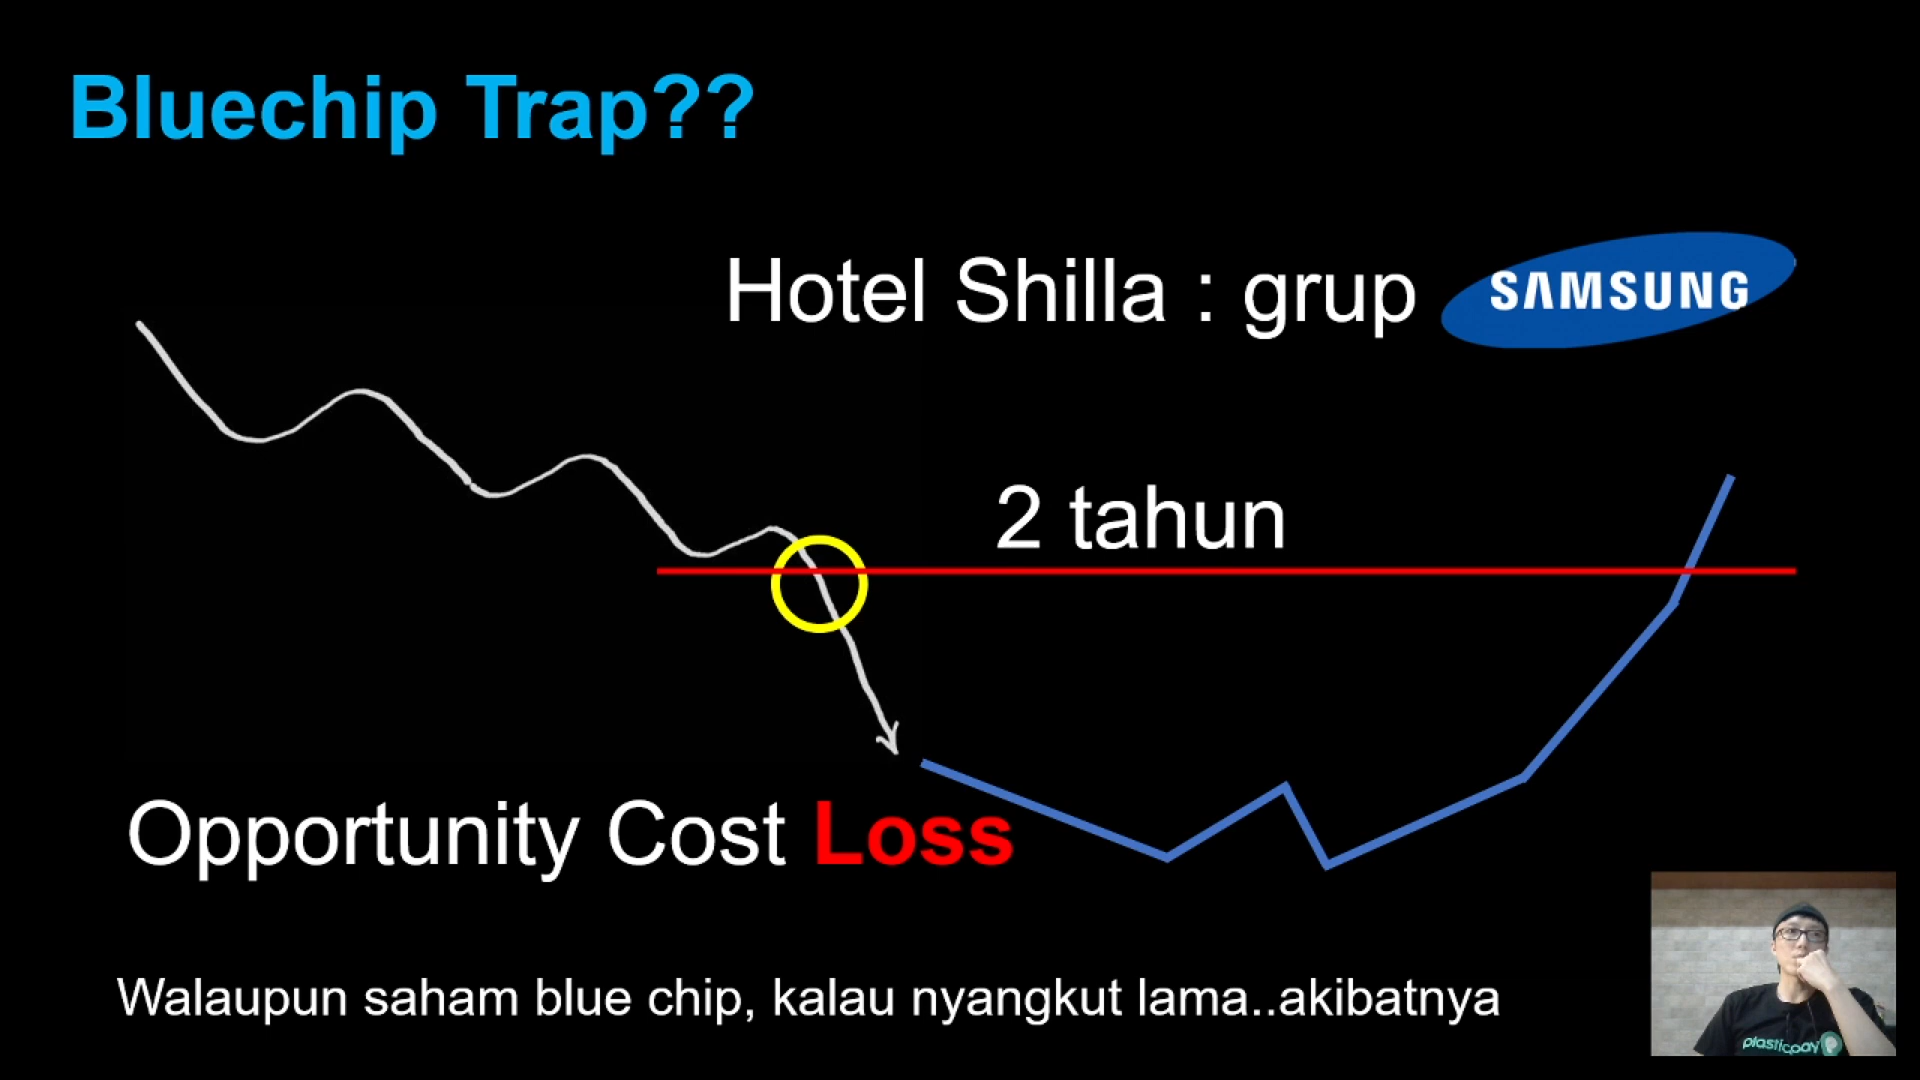 Bluechip Trap??
Hotel Shilla : grup SAMSUNG
2 tahun
Opportunity Cost Loss
Walaupun saham blue chip, kalau nyangkut lama..akibatnya
plasticpay